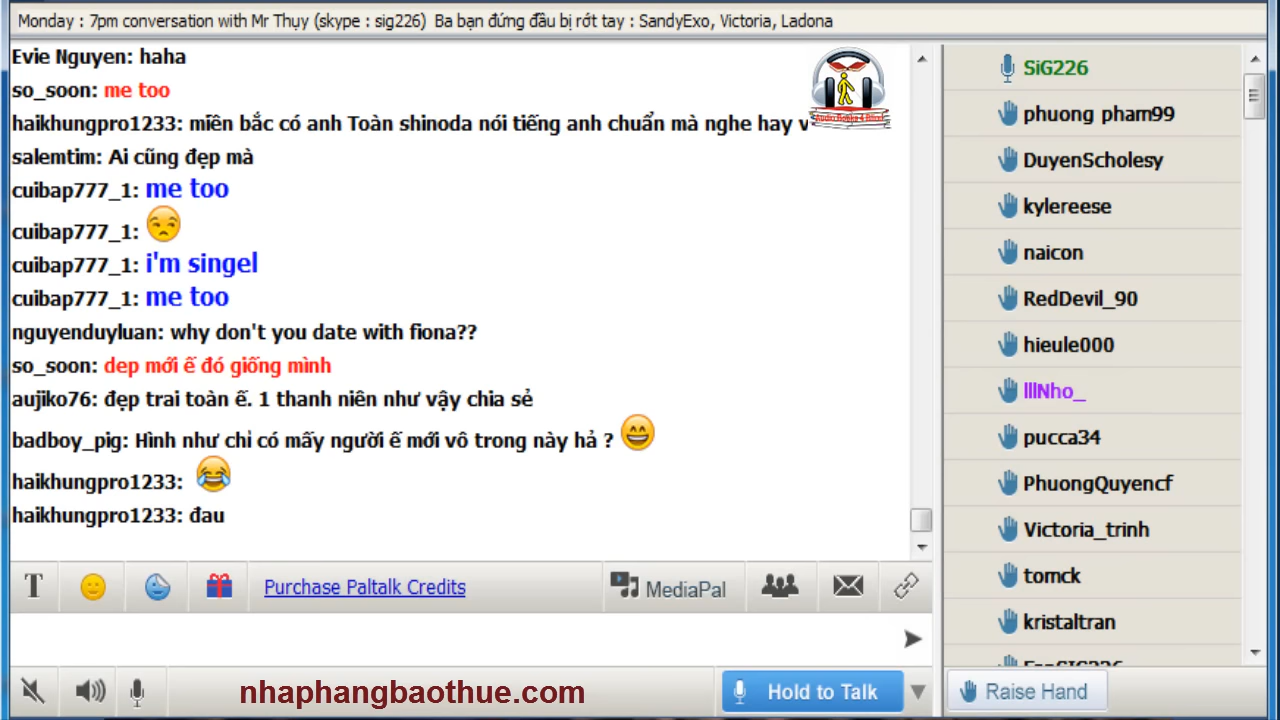 Monday : 7pm conversation with Mr Thụy (skype : sig226) Ba bạn đứng đầu bị rớt tay : SandyExo, Victoria, Ladona
Evie Nguyen: haha
so_soon: me too
haikhungpro1233: miền bắc có anh Toàn shinoda nói tiếng anh chuẩn mà nghe hay
salemtim: Ai cũng đẹp mà
cuibap777_1: me too
cuibap777_1:
cuibap777_1: i'm singel
cuibap777_1: me too
nguyenduyluan: why don't you date with fiona??
so_soon: dep mới ế đó giống mình
aujiko76: đẹp trai toàn ế. 1 thanh niên như vậy chia sẻ
badboy_pig: Hình như chỉ có mấy người ế mới vô trong này hả ?
haikhungpro1233:
haikhungpro1233: đau
T
Purchase Paltalk Credits
MediaPal
nhaphangbaothue.com
Hold to Talk
SiG226
phuong pham99
DuyenScholesy
kylereese
naicon
RedDevil_90
hieule000
lllNho_
pucca34
PhuongQuyencf
Victoria_trinh
tomck
kristaltran
Raise Hand